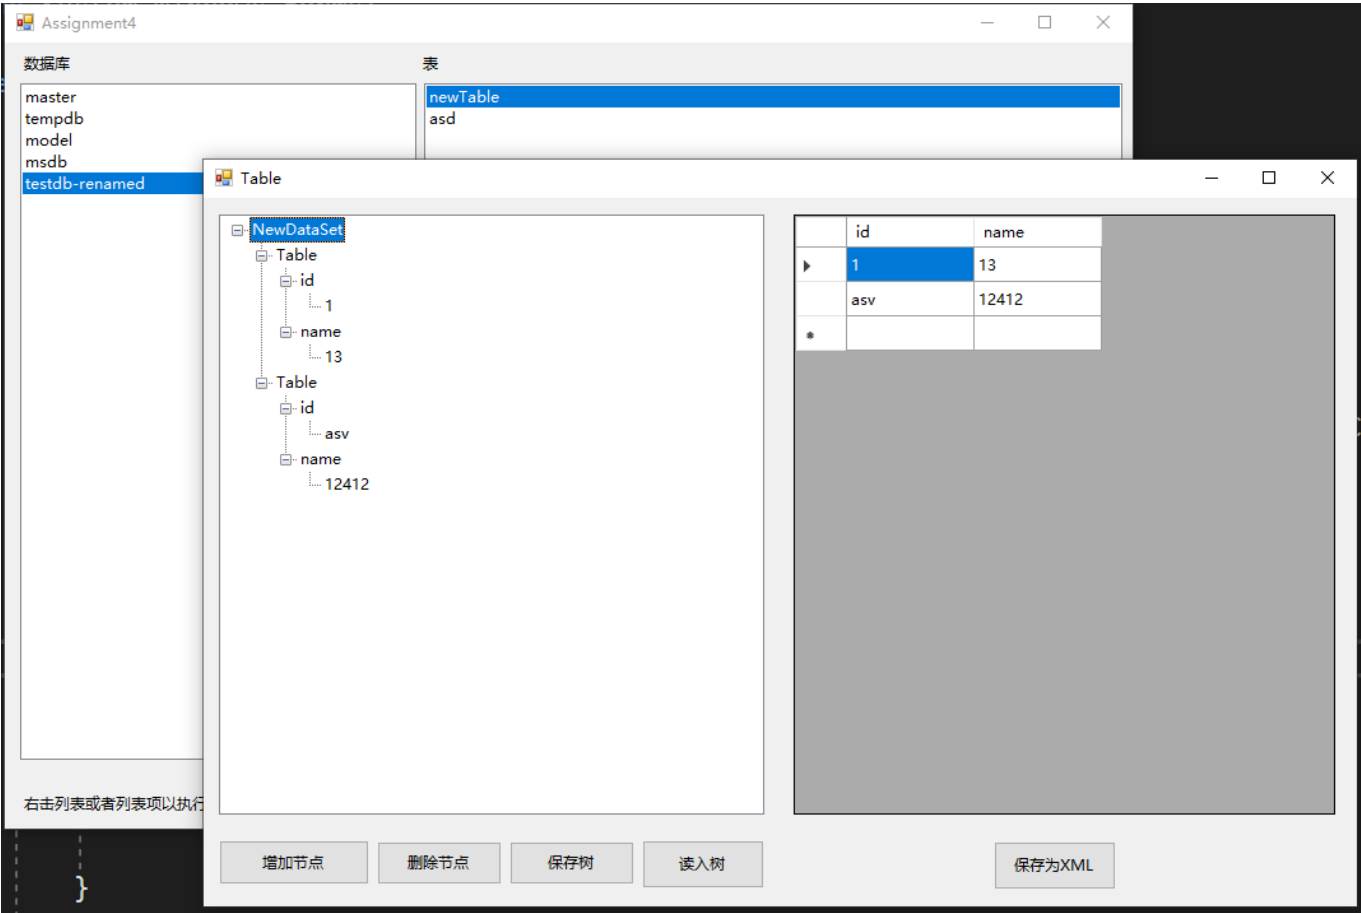 Assignment4
数据库
表
master
tempdb
model
msdb
testdb-renamed
newTable
asd
Table
NewDataSet
Table
id
1
name
13
Table
id
asv
name
12412
id name
1 13
asv 12412
右击列表或者列表项以执行
增加节点 删除节点 保存树 读入树 保存为XML
}